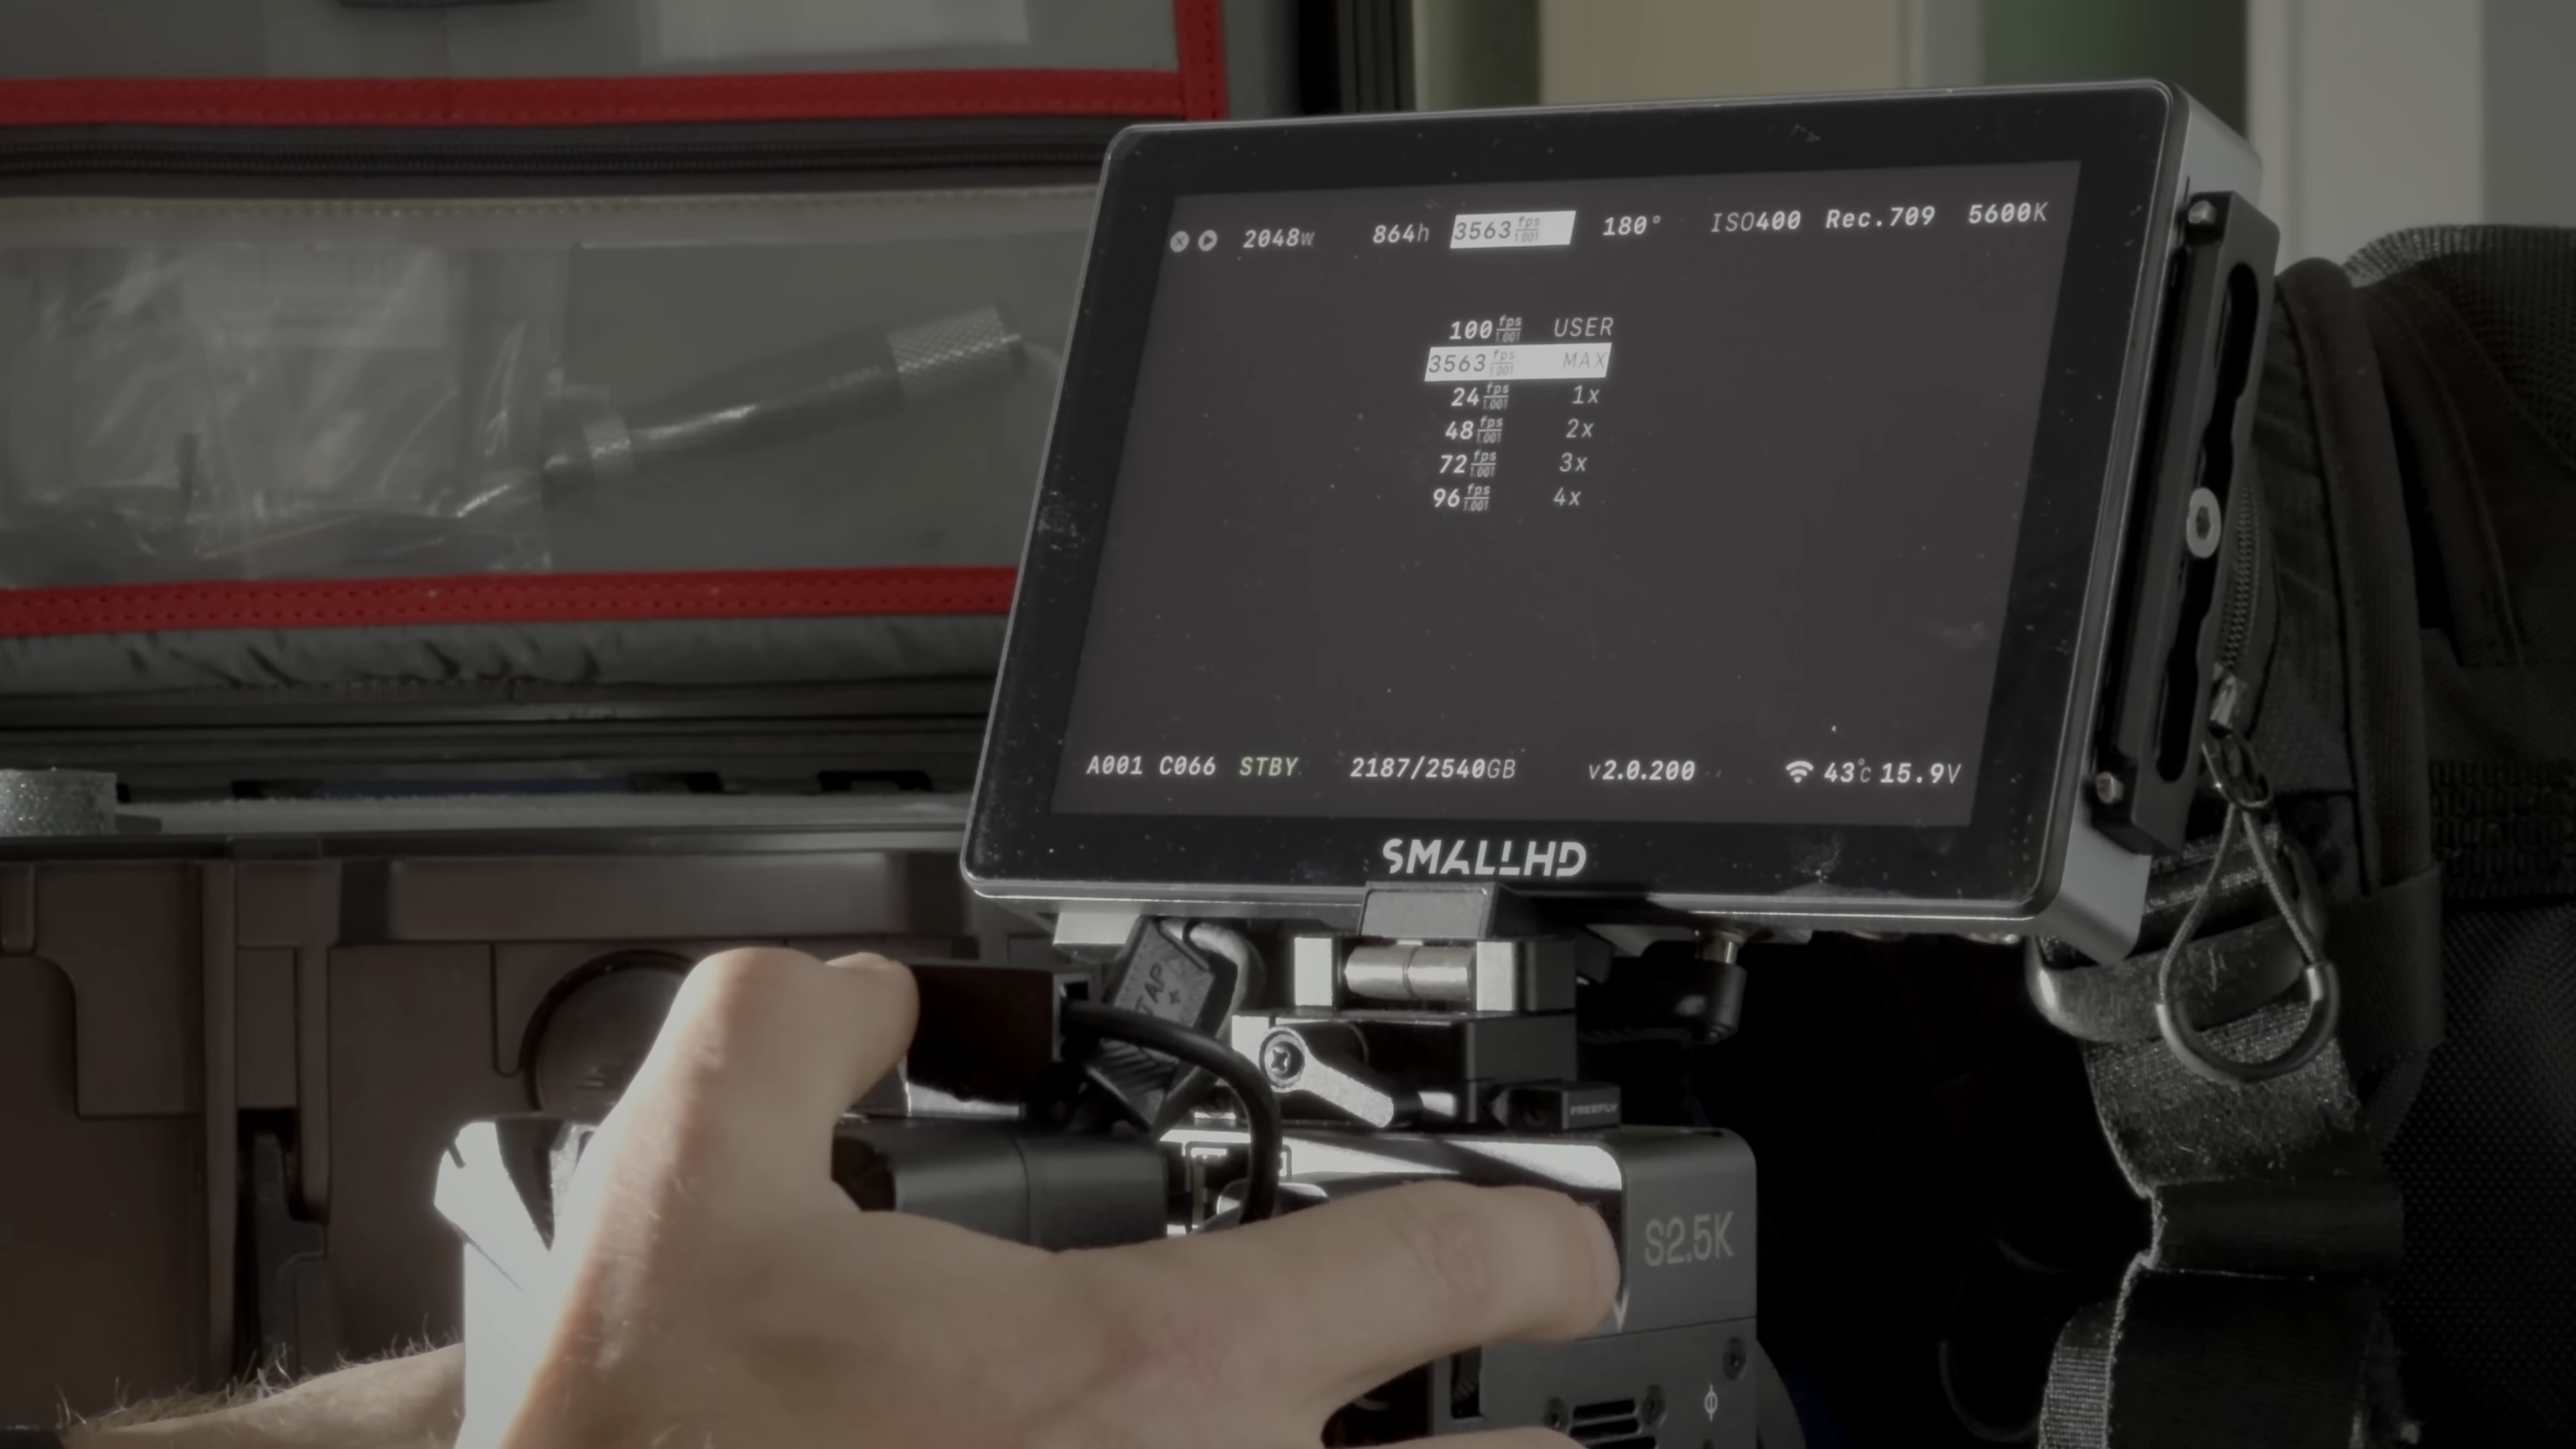 2048w 864h 3563 fps 1.001 180° ISO400 Rec.709 5600K
100 fps 1.001 USER
3563 fps 1.001 MAX
24 fps 1.001 1x
48 fps 1.001 2x
72 fps 1.001 3x
96 fps 1.001 4x
A001 C066 STBY 2187/2540GB v2.0.200 43°C 15.9V
SMALLHD
TAP
FREEFLY
S2.5K